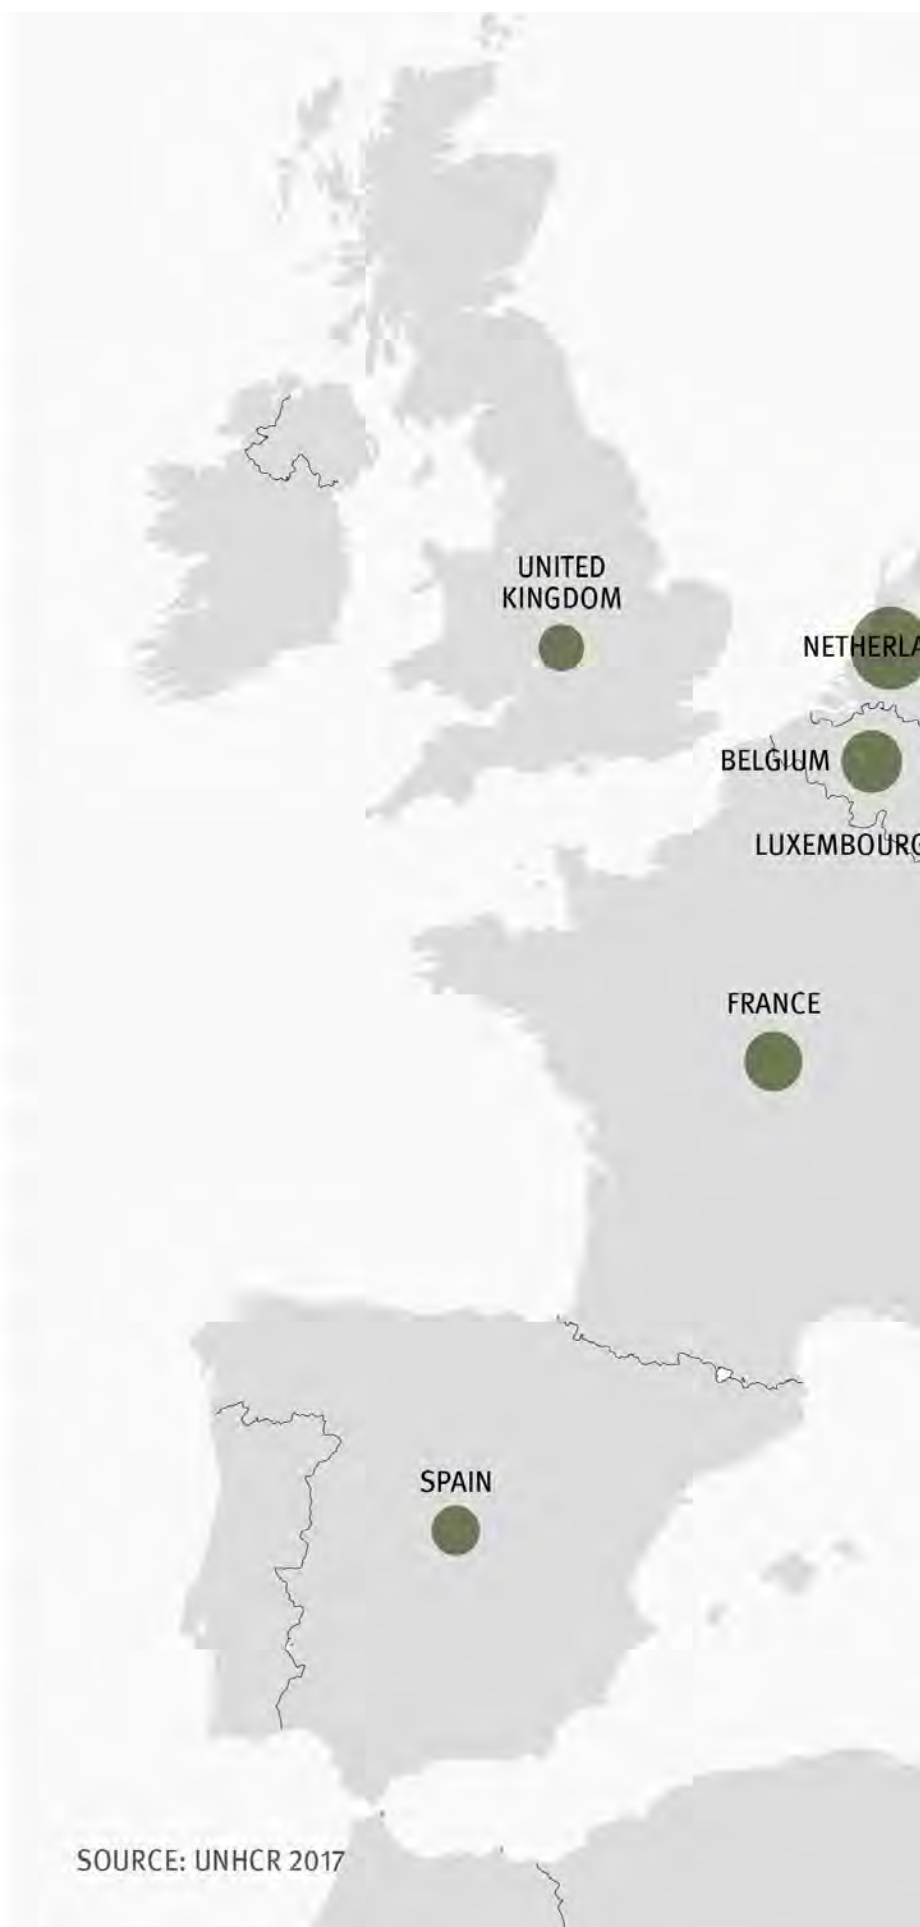 UNITED
KINGDOM
NETHERLA
BELGIUM
LUXEMBOURG
FRANCE
SPAIN
SOURCE: UNHCR 2017